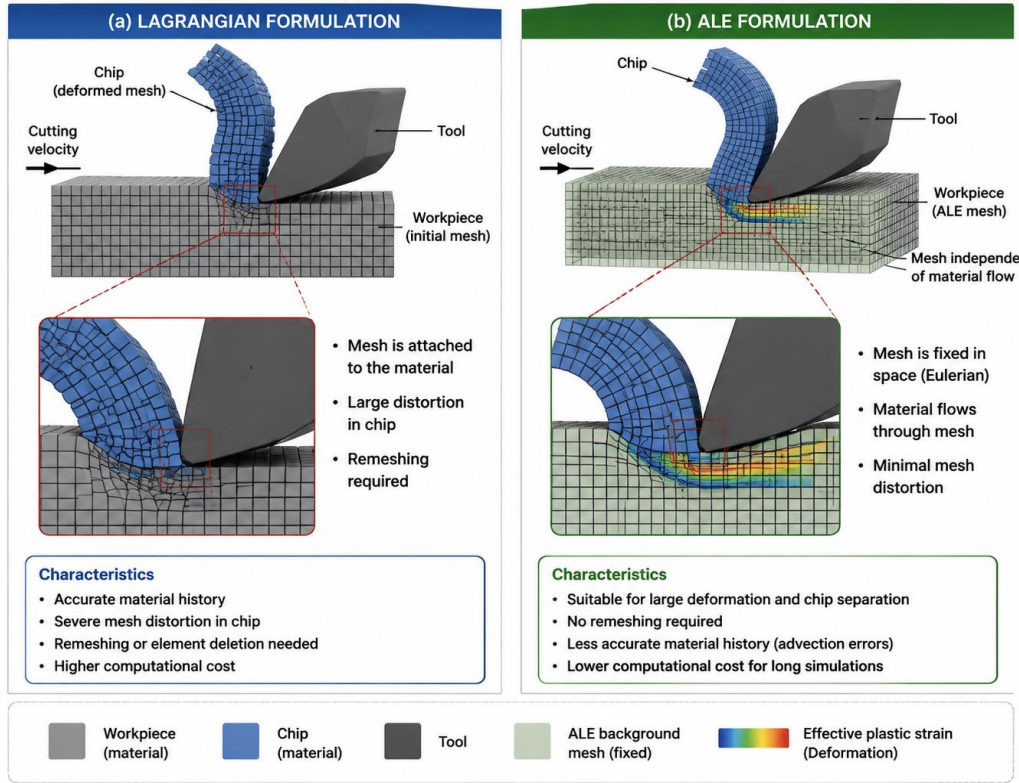 (a) LAGRANGIAN FORMULATION
Chip
(deformed mesh)
Tool
Cutting
velocity
Workpiece
(initial mesh)
• Mesh is attached
to the material
• Large distortion
in chip
• Remeshing
required
Characteristics
• Accurate material history
• Severe mesh distortion in chip
• Remeshing or element deletion needed
• Higher computational cost
(b) ALE FORMULATION
Chip
Tool
Cutting
velocity
Workpiece
(ALE mesh)
Mesh independe
of material flow
• Mesh is fixed in
space (Eulerian)
• Material flows
through mesh
• Minimal mesh
distortion
Characteristics
• Suitable for large deformation and chip separation
• No remeshing required
• Less accurate material history (advection errors)
• Lower computational cost for long simulations
Workpiece
(material)
Chip
(material)
Tool
ALE background
mesh (fixed)
Effective plastic strain
(Deformation)